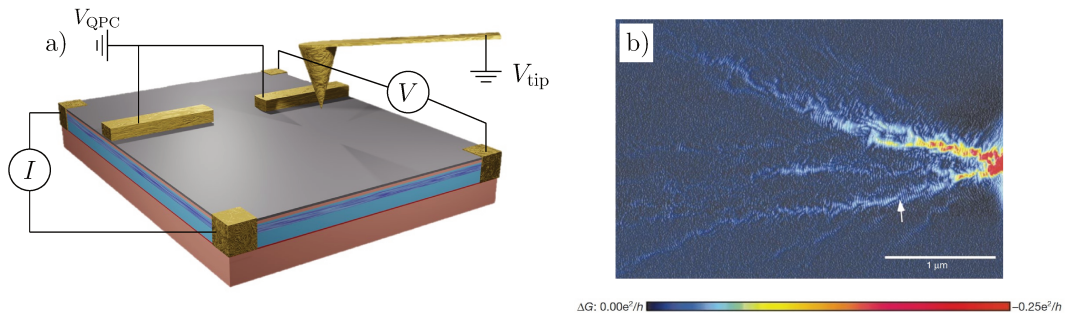 a)
V_QPC
V
V_tip
I
b)
1 μm
ΔG: 0.00e²/h
–0.25e²/h